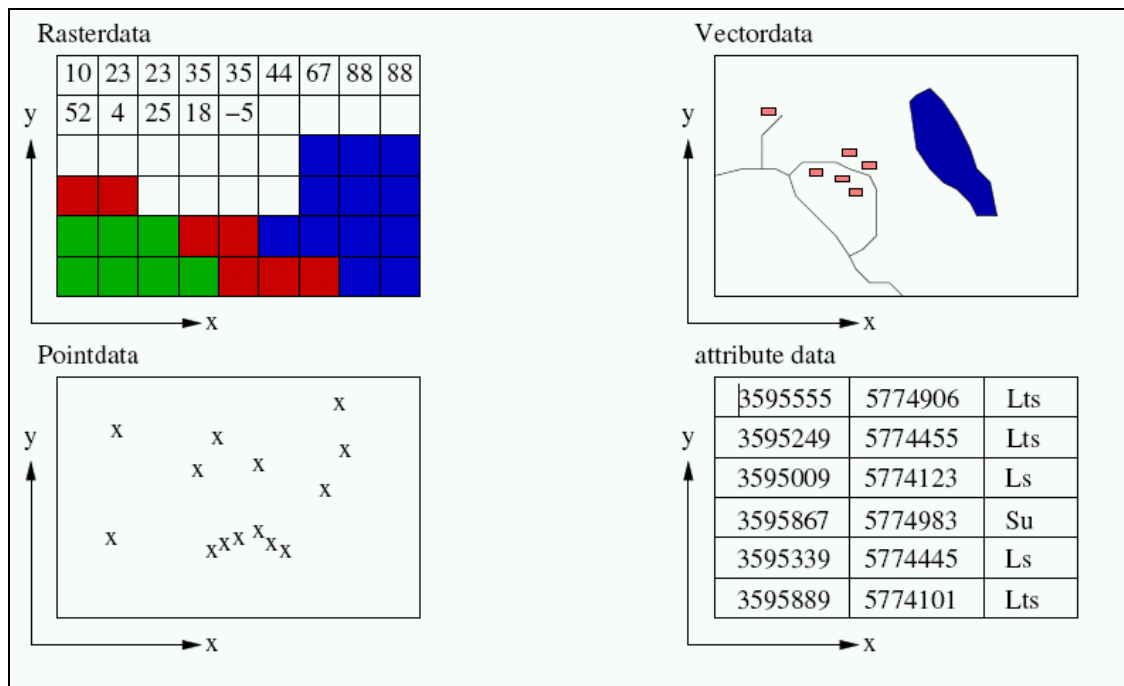 Rasterdata
10 23 23 35 35 44 67 88 88
52 4 25 18 –5
y
x
Vectordata
y
x
Pointdata
x
x x
x x x
x
x x x x x x x
y
x
attribute data
3595555 5774906 Lts
3595249 5774455 Lts
3595009 5774123 Ls
3595867 5774983 Su
3595339 5774445 Ls
3595889 5774101 Lts
y
x